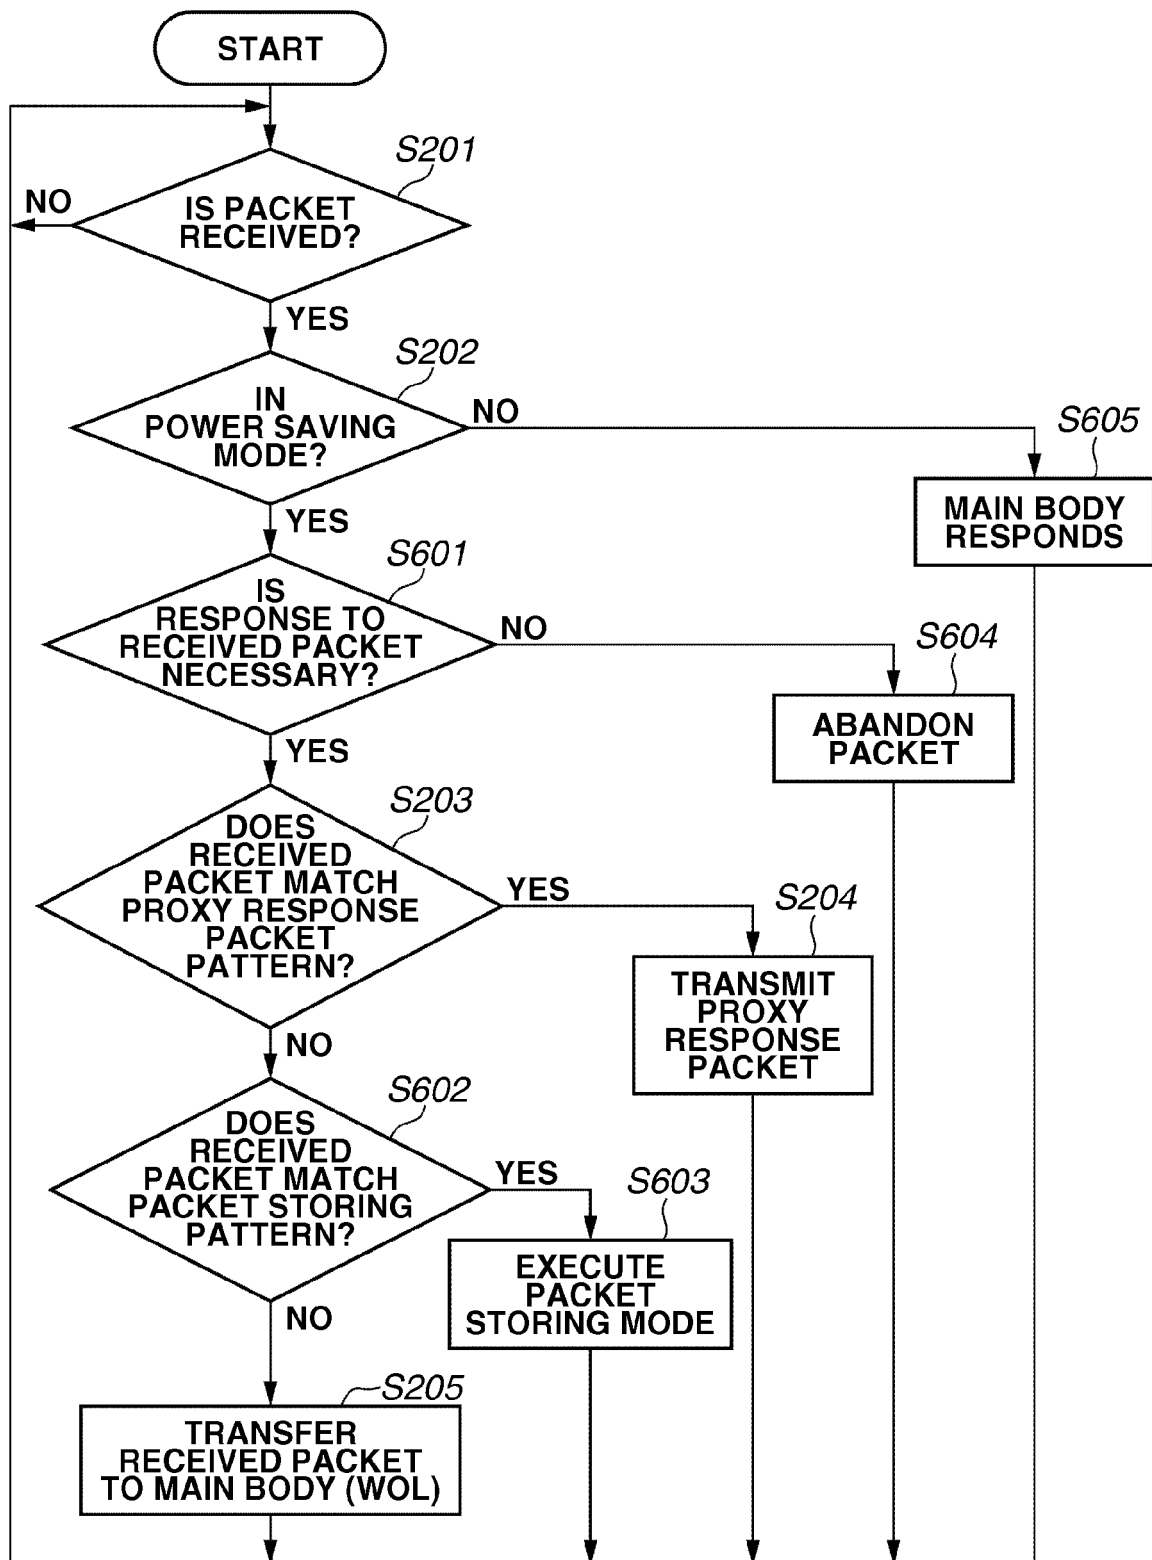 START
S201
NO
IS PACKET
RECEIVED?
YES
S202
IN
POWER SAVING
MODE?
NO
S605
MAIN BODY
RESPONDS
YES
S601
IS
RESPONSE TO
RECEIVED PACKET
NECESSARY?
NO
S604
ABANDON
PACKET
YES
S203
DOES
RECEIVED
PACKET MATCH
PROXY RESPONSE
PACKET
PATTERN?
YES
S204
TRANSMIT
PROXY
RESPONSE
PACKET
NO
S602
DOES
RECEIVED
PACKET MATCH
PACKET STORING
PATTERN?
YES
S603
EXECUTE
PACKET
STORING MODE
NO
S205
TRANSFER
RECEIVED PACKET
TO MAIN BODY (WOL)